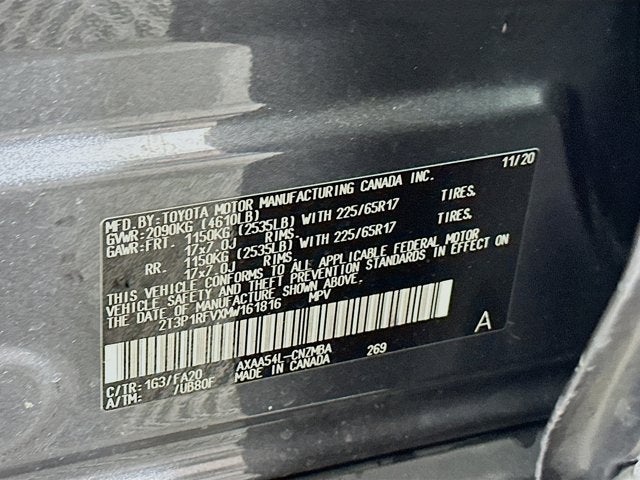 MFD.BY:TOYOTA MOTOR MANUFACTURING CANADA INC. 11/20
GVWR:2090KG (4610LB)
GAWR:FRT. 1150KG (2535LB) WITH 225/65R17 TIRES.
17x7.0J RIMS.
RR. 1150KG (2535LB) WITH 225/65R17 TIRES.
17x7.0J RIMS.
THIS VEHICLE CONFORMS TO ALL APPLICABLE FEDERAL MOTOR
VEHICLE SAFETY AND THEFT PREVENTION STANDARDS IN EFFECT ON
THE DATE OF MANUFACTURE SHOWN ABOVE.
2T3P1RFVXMW161816 MPV
A
C/TR: 1G3/FA20 AXAA54L-CNZMBA 269
A/TM: /UB80F MADE IN CANADA